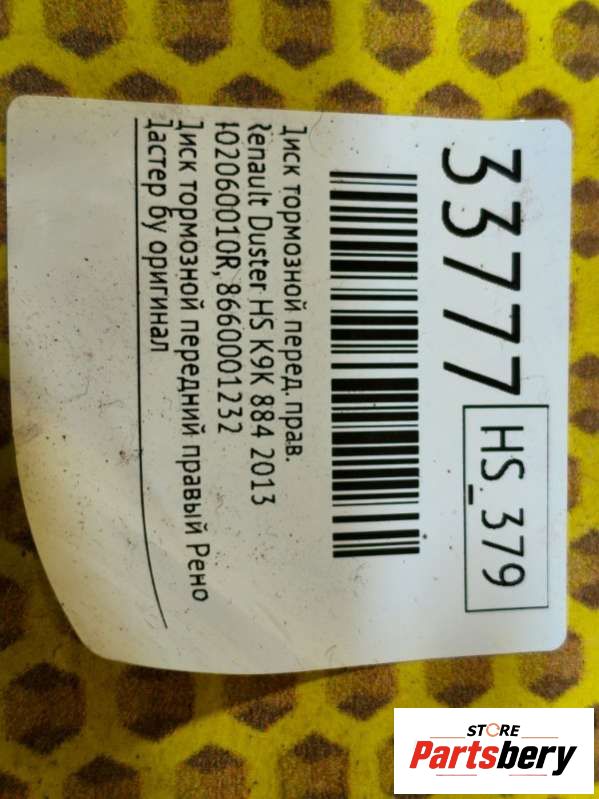 33777
HS_379
Диск тормозной перед. прав.
Renault Duster HS K9K 884 2013
402060010R, 8660001232
Диск тормозной передний правый Рено
Дастер бу оригинал
STORE
Partsbery